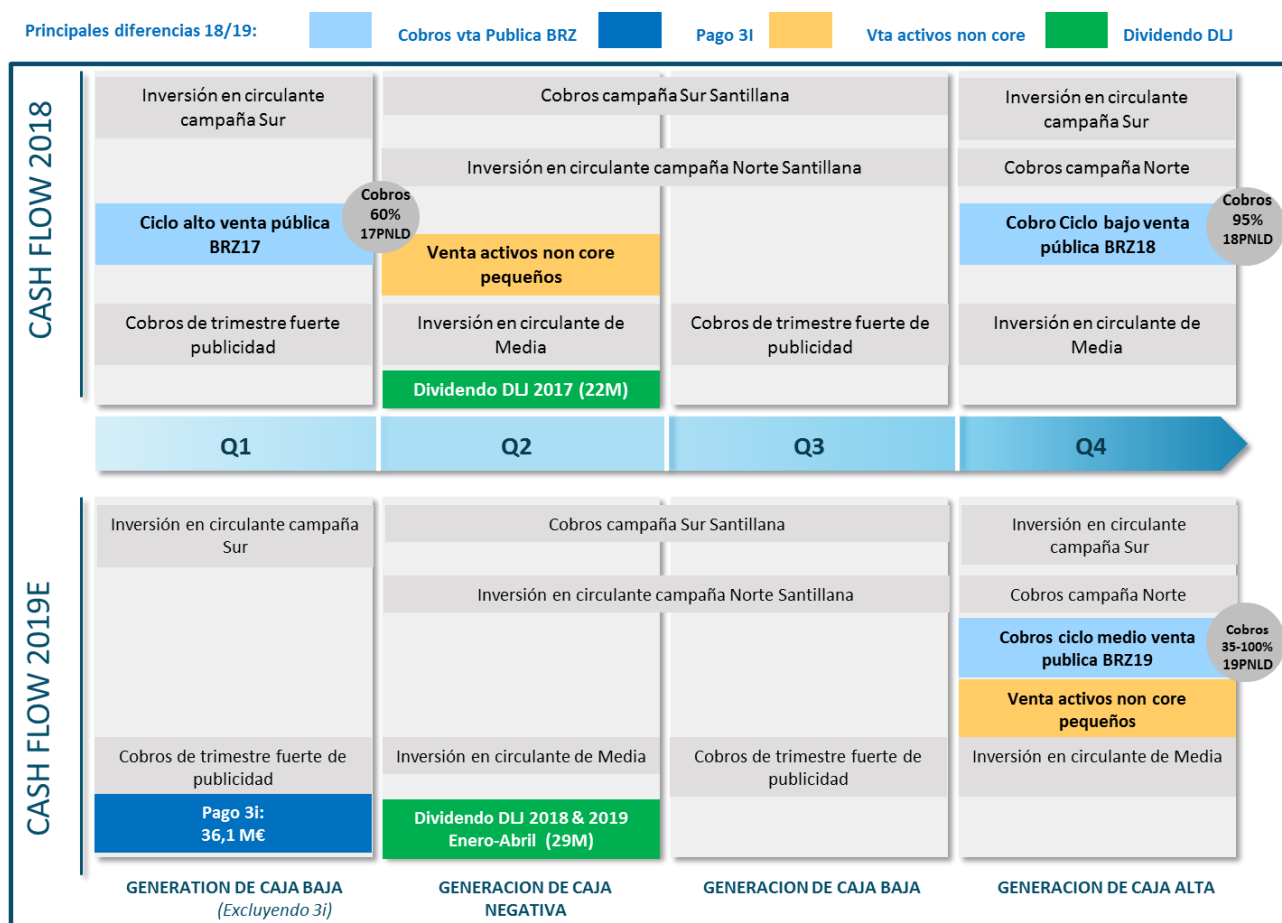 Principales diferencias 18/19:
Cobros vta Publica BRZ
Pago 3I
Vta activos non core
Dividendo DLJ
CASH FLOW 2018
Inversión en circulante
campaña Sur
Cobros campaña Sur Santillana
Inversión en circulante
campaña Sur
Inversión en circulante campaña Norte Santillana
Cobros campaña Norte
Ciclo alto venta pública
BRZ17
Cobros
60%
17PNLD
Venta activos non core
pequeños
Cobro Ciclo bajo venta
pública BRZ18
Cobros
95%
18PNLD
Cobros de trimestre fuerte
publicidad
Inversión en circulante de
Media
Cobros de trimestre fuerte de
publicidad
Inversión en circulante de
Media
Dividendo DLJ 2017 (22M)
Q1
Q2
Q3
Q4
CASH FLOW 2019E
Inversión en circulante campaña
Sur
Cobros campaña Sur Santillana
Inversión en circulante
campaña Sur
Inversión en circulante campaña Norte Santillana
Cobros campaña Norte
Cobros ciclo medio venta
publica BRZ19
Cobros
35-100%
19PNLD
Venta activos non core
pequeños
Cobros de trimestre fuerte de
publicidad
Inversión en circulante de Media
Cobros de trimestre fuerte de
publicidad
Inversión en circulante de Media
Pago 3i:
36,1 M€
Dividendo DLJ 2018 & 2019
Enero-Abril (29M)
GENERATION DE CAJA BAJA
(Excluyendo 3i)
GENERACION DE CAJA
NEGATIVA
GENERACION DE CAJA BAJA
GENERACION DE CAJA ALTA